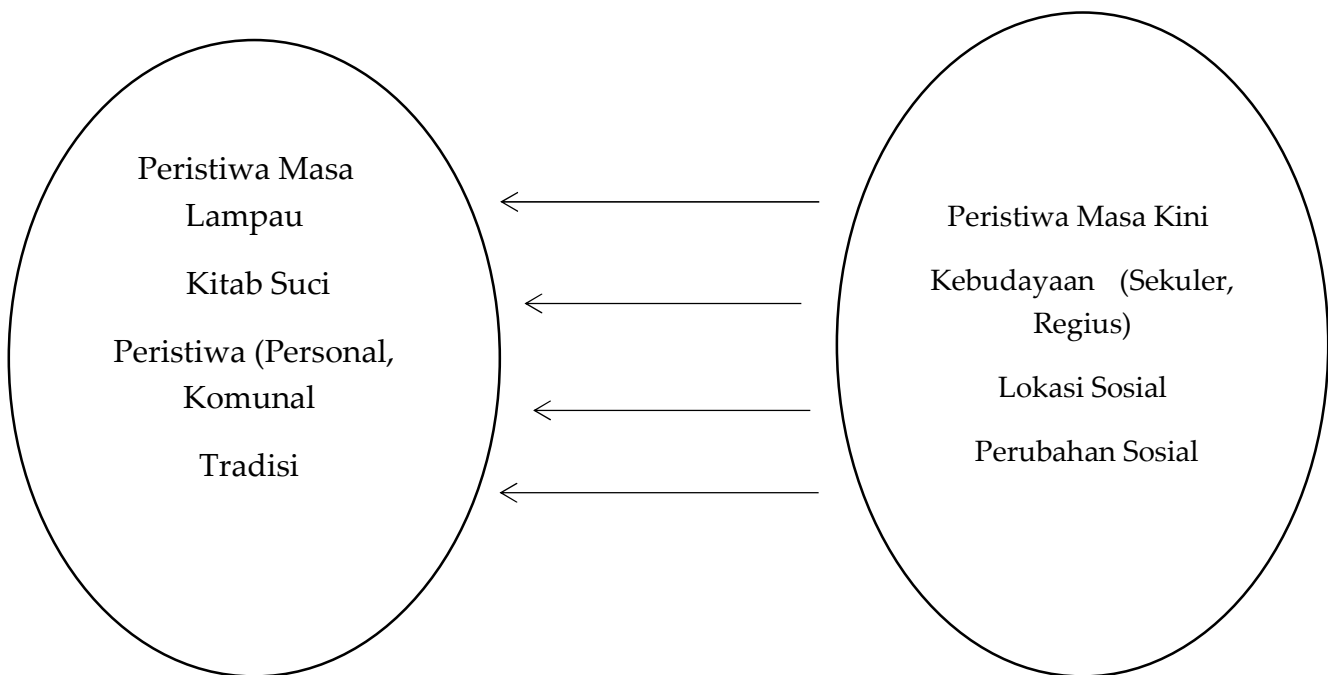 Peristiwa Masa
Lampau
Kitab Suci
Peristiwa (Personal,
Komunal
Tradisi
Peristiwa Masa Kini
Kebudayaan (Sekuler,
Regius)
Lokasi Sosial
Perubahan Sosial